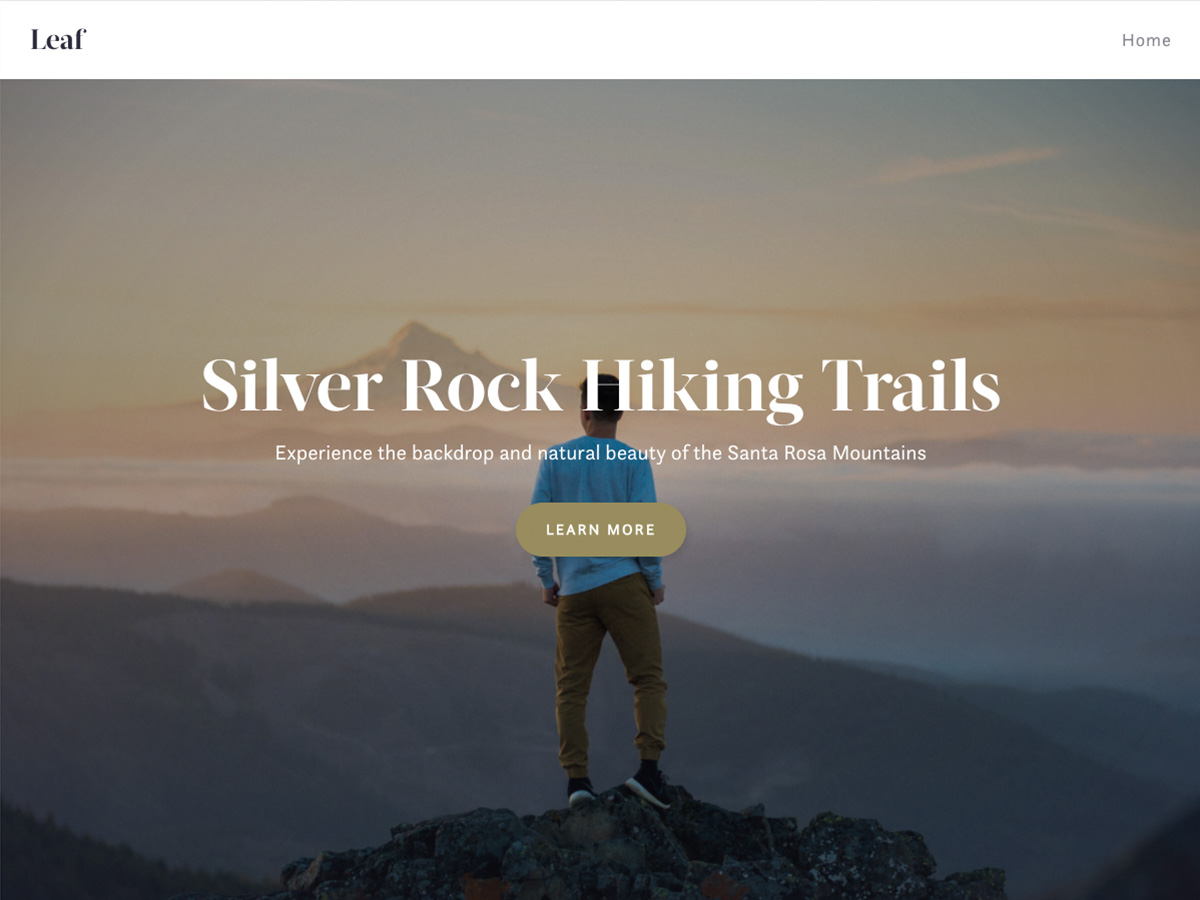 Leaf
Home
Silver Rock Hiking Trails
Experience the backdrop and natural beauty of the Santa Rosa Mountains
LEARN MORE